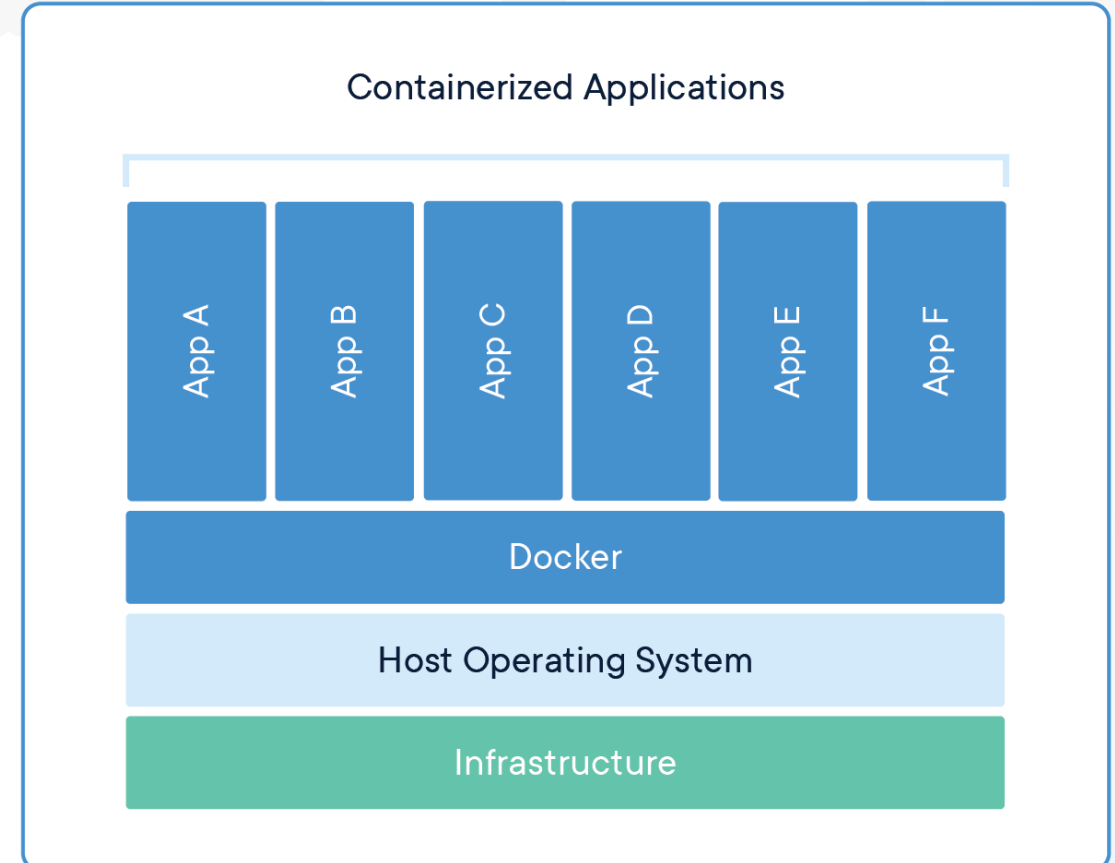 Containerized Applications
App A
App B
App C
App D
App E
App F
Docker
Host Operating System
Infrastructure